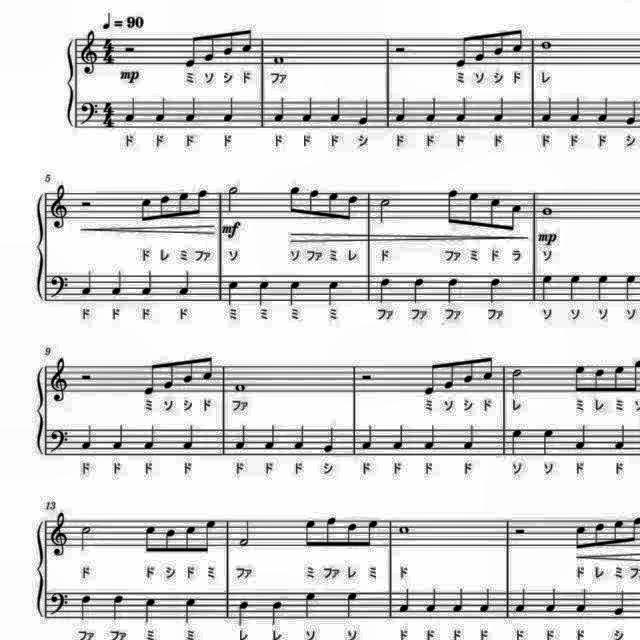 ♩ = 90
mp ミ ソ シ ド ファ ミ ソ シ ド レ
ド ド ド ド ド ド ド シ ド ド ド ド ド ド ド シ
5
mf
mp
ド レ ミ ファ ソ ソ ファ ミ レ ド ファ ミ ド ラ ソ
ド ド ド ド ミ ミ ミ ミ ファ ファ ファ ファ ソ ソ ソ ソ
9
ミ ソ シ ド ファ ミ ソ シ ド レ ミ レ ミ ソ
ド ド ド ド ド ド ド シ ド ド ド ド ソ ソ ド ド
13
ド ド シ ド ミ ファ ミ ファ レ ミ ド ド レ ミ ファ
ファ ファ ミ ミ レ レ ソ ソ ド ド ド ド ド ド ド シ